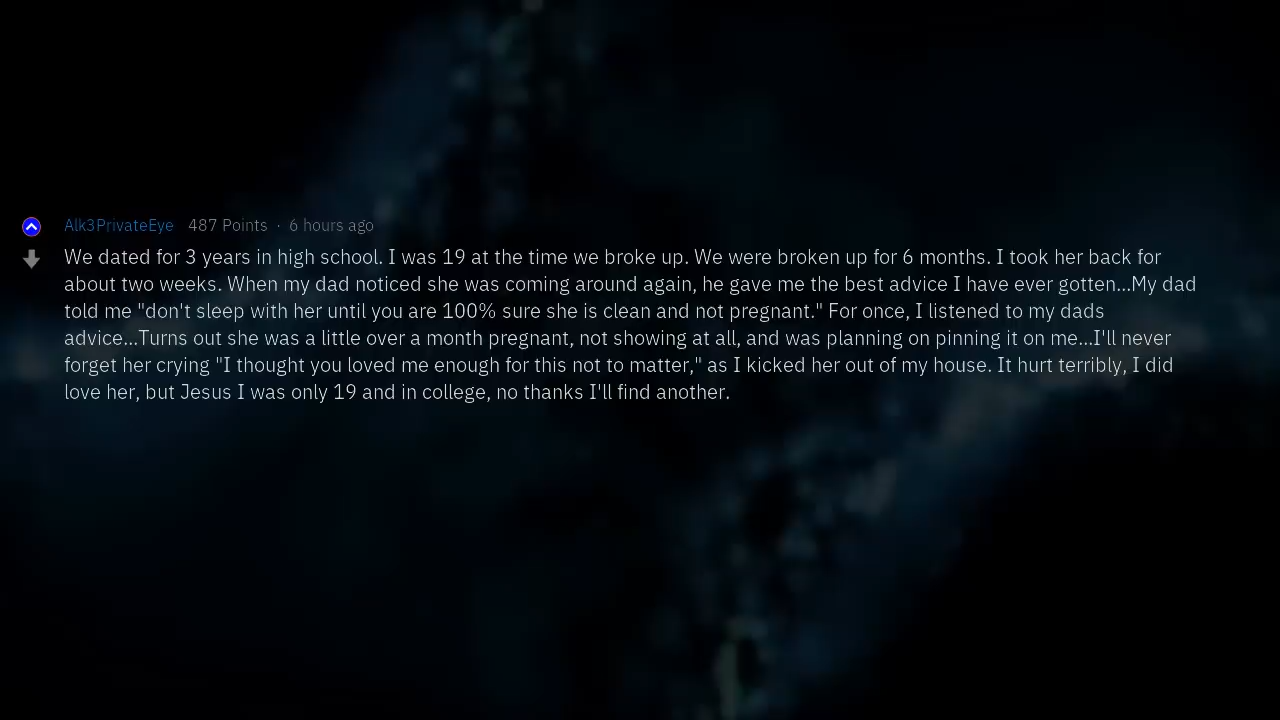 Alk3PrivateEye 487 Points · 6 hours ago
We dated for 3 years in high school. I was 19 at the time we broke up. We were broken up for 6 months. I took her back for
about two weeks. When my dad noticed she was coming around again, he gave me the best advice I have ever gotten...My dad
told me "don't sleep with her until you are 100% sure she is clean and not pregnant." For once, I listened to my dads
advice...Turns out she was a little over a month pregnant, not showing at all, and was planning on pinning it on me...I'll never
forget her crying "I thought you loved me enough for this not to matter," as I kicked her out of my house. It hurt terribly, I did
love her, but Jesus I was only 19 and in college, no thanks I'll find another.